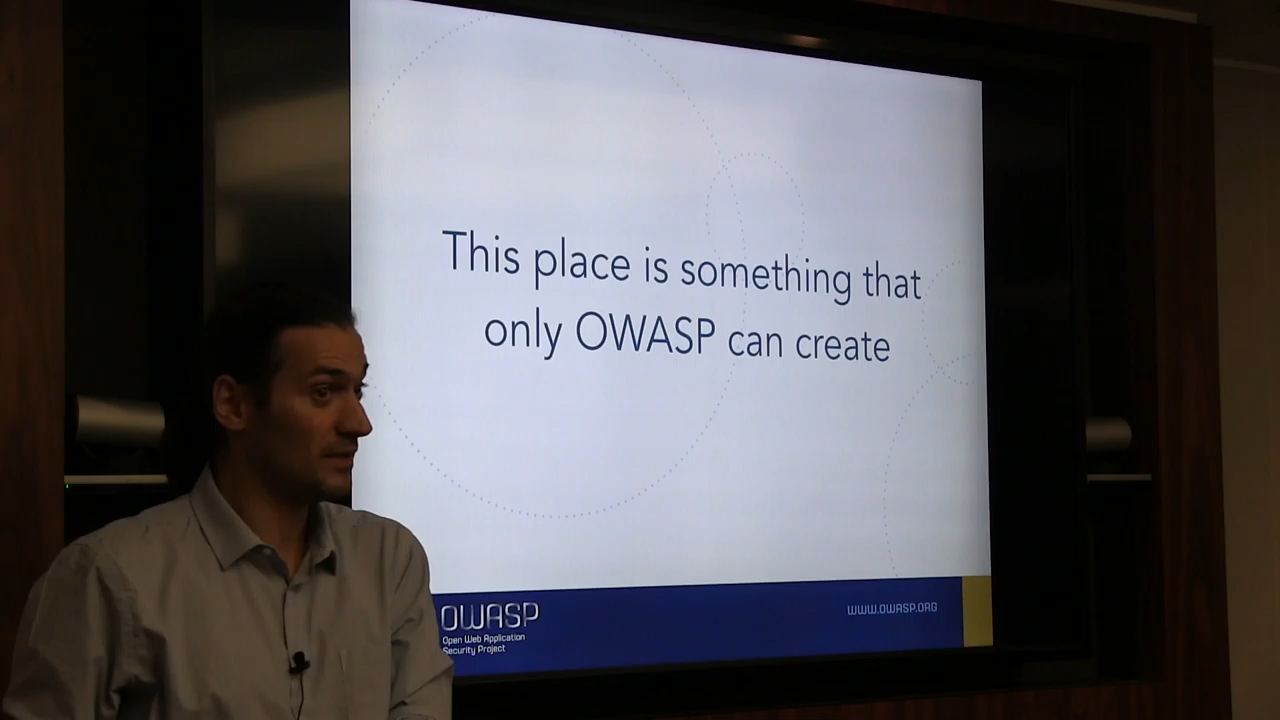 This place is something that
only OWASP can create
OWASP
Open Web Application
Security Project
WWW.OWASP.ORG